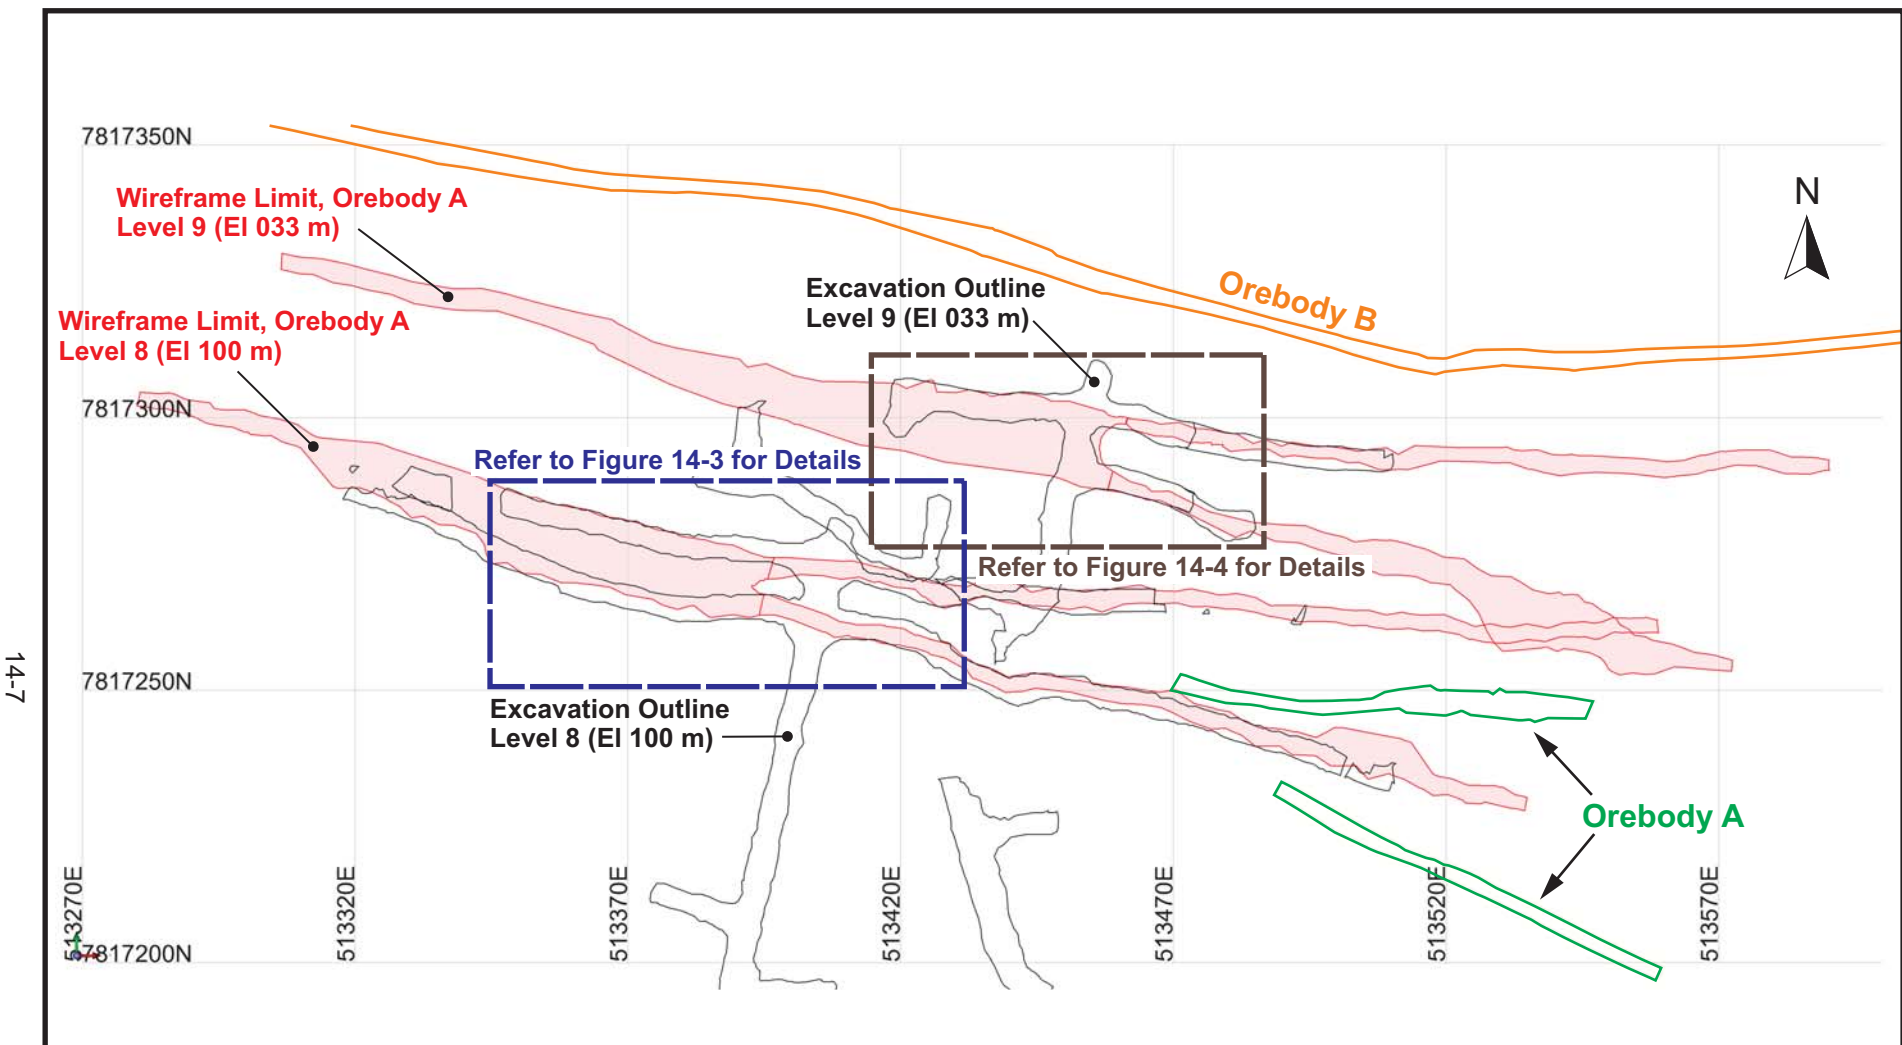 7817350N
Wireframe Limit, Orebody A
Level 9 (El 033 m)
N
Excavation Outline
Level 9 (El 033 m)
Orebody B
Wireframe Limit, Orebody A
Level 8 (El 100 m)
7817300N
Refer to Figure 14-3 for Details
Refer to Figure 14-4 for Details
7817250N
Excavation Outline
Level 8 (El 100 m)
Orebody A
14-7
513270E
513320E
513370E
513420E
513470E
513520E
513570E
7817200N